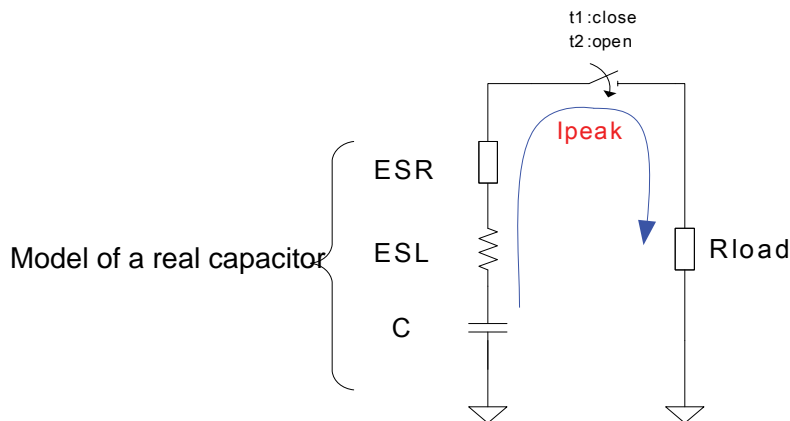 t1:close
t2:open
Ipeak
ESR
Model of a real capacitor
ESL
Rload
C